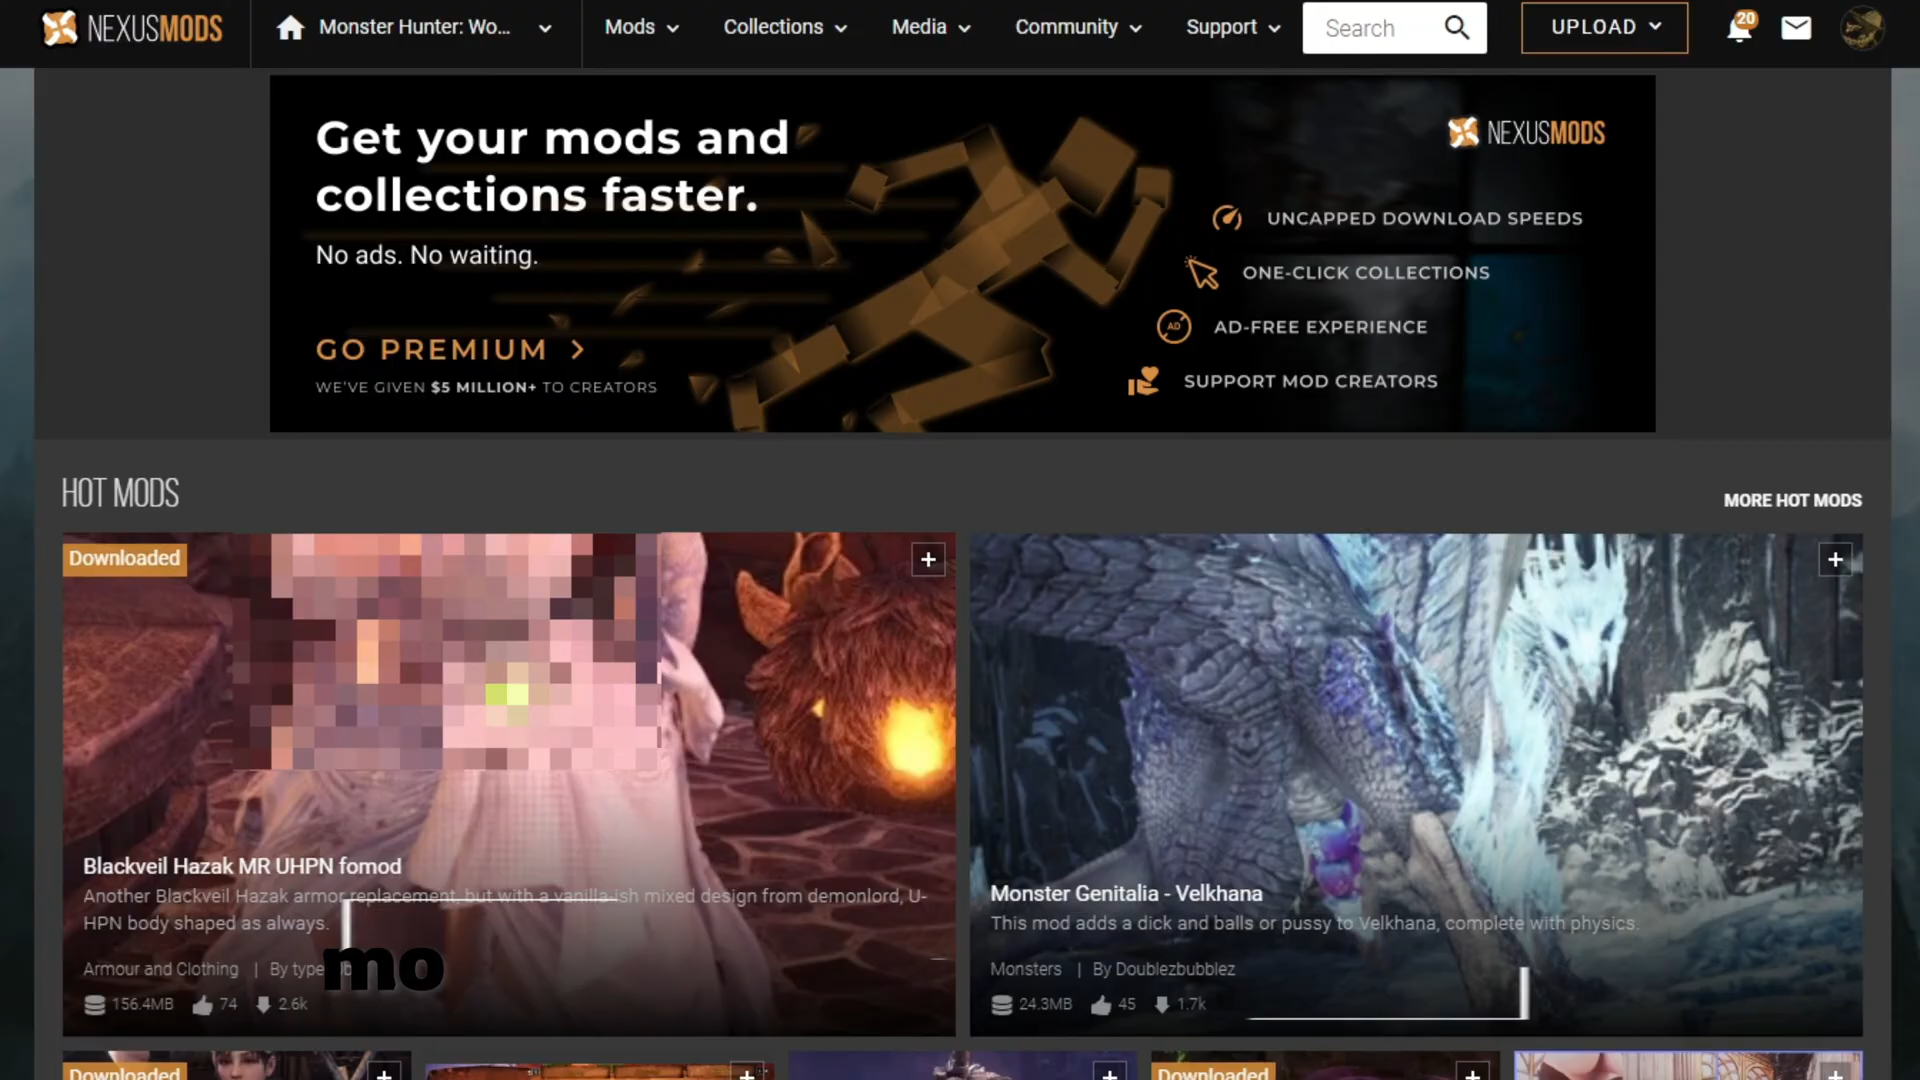 NEXUSMODS
Monster Hunter: Wo...
Mods
Collections
Media
Community
Support
Search
UPLOAD
20
Get your mods and
collections faster.
No ads. No waiting.
GO PREMIUM
WE'VE GIVEN $5 MILLION+ TO CREATORS
NEXUSMODS
UNCAPPED DOWNLOAD SPEEDS
ONE-CLICK COLLECTIONS
AD
AD-FREE EXPERIENCE
SUPPORT MOD CREATORS
HOT MODS
MORE HOT MODS
Downloaded
Blackveil Hazak MR UHPN fomod
Another Blackveil Hazak armor replacement, but with a vanilla-ish mixed design from demonlord, U-
HPN body shaped as always.
Armour and Clothing | By
mo
156.4MB 74 2.6k
Monster Genitalia - Velkhana
This mod adds a dick and balls or pussy to Velkhana, complete with physics.
Monsters | By Doublezbubblez
24.3MB 45 1.7k
Downloaded
Downloaded